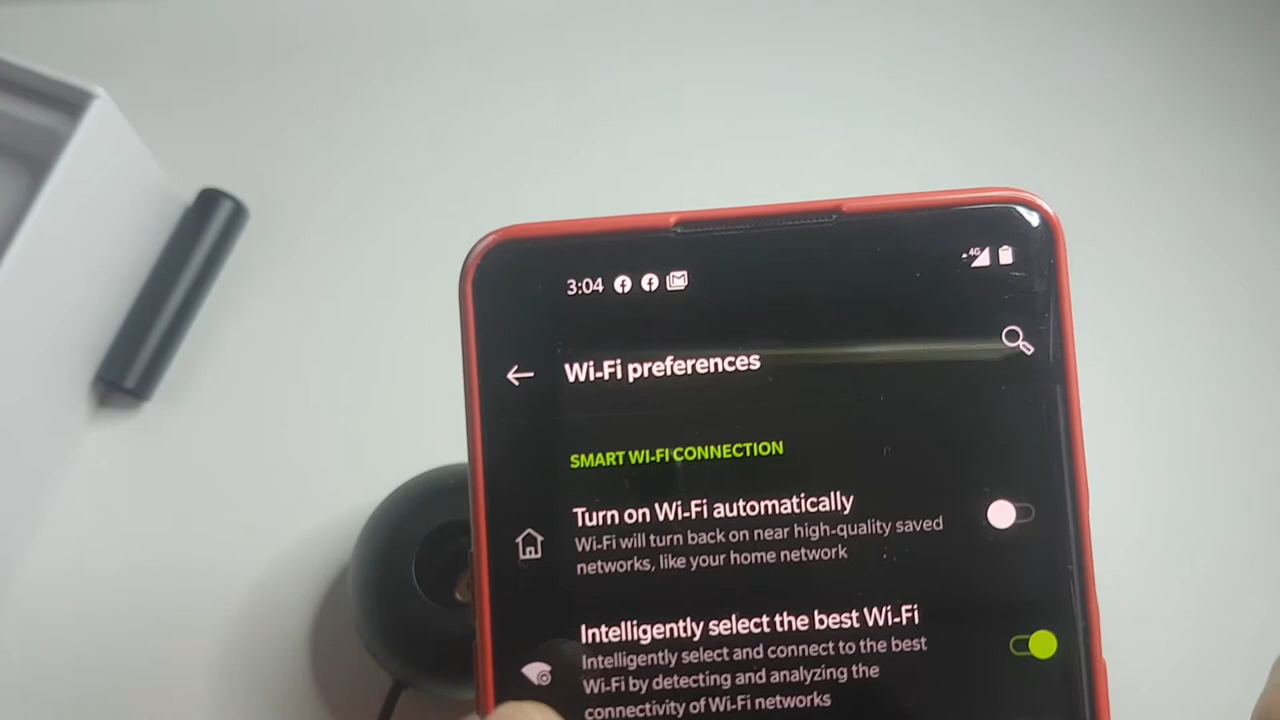 3:04
4G
Wi-Fi preferences
SMART WI-FI CONNECTION
Turn on Wi-Fi automatically
Wi-Fi will turn back on near high-quality saved
networks, like your home network
Intelligently select the best Wi-Fi
Intelligently select and connect to the best
Wi-Fi by detecting and analyzing the
connectivity of Wi-Fi networks